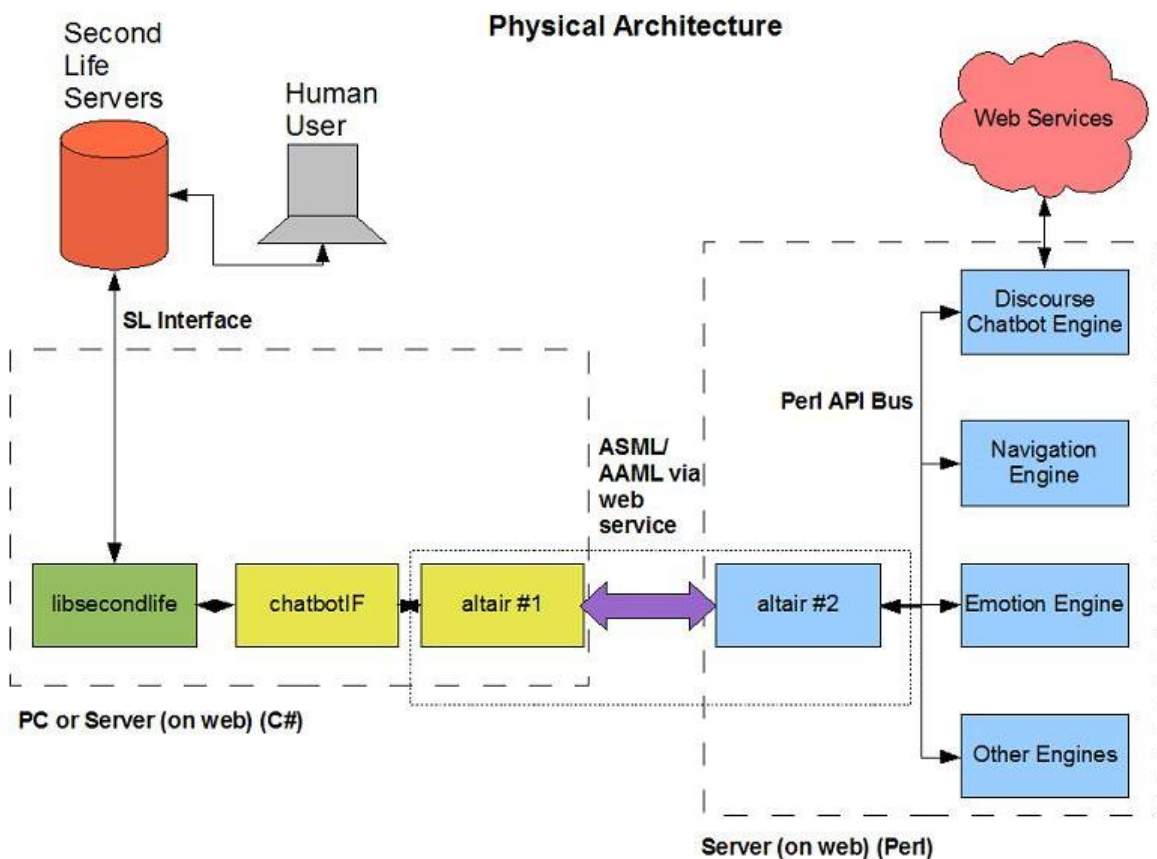 Physical Architecture
Second
Life
Servers
Human
User
Web Services
SL Interface
Discourse
Chatbot Engine
Perl API Bus
Navigation
Engine
ASML/
AAML via
web
service
libsecondlife
chatbotIF
altair #1
altair #2
Emotion Engine
Other Engines
PC or Server (on web) (C#)
Server (on web) (Perl)